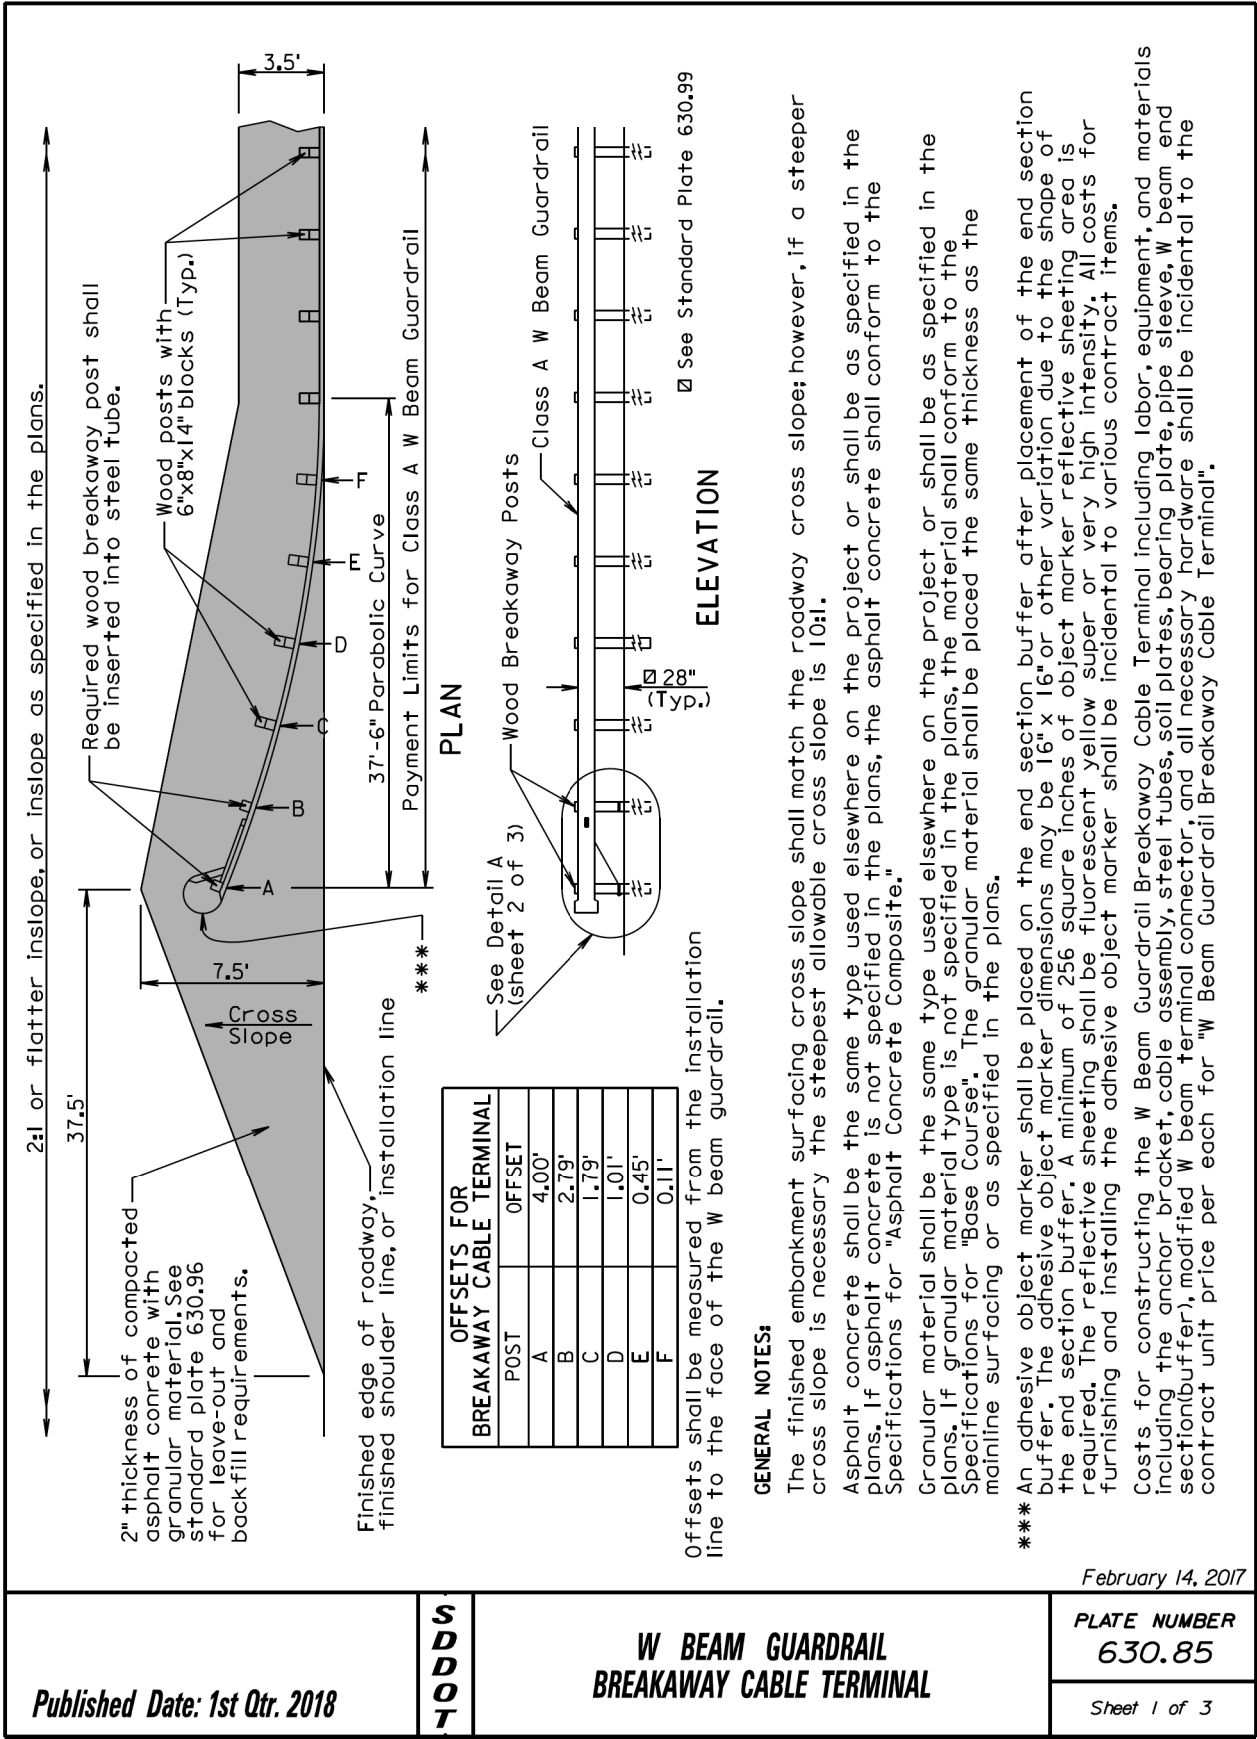 2:1 or flatter inslope, or inslope as specified in the plans.
37.5'
3.5'
7.5'
Cross
Slope
2" thickness of compacted
asphalt conrete with
granular material. See
standard plate 630.96
for leave-out and
backfill requirements.
Required wood breakaway post shall
be inserted into steel tube.
Wood posts with
6"x8"x14" blocks (Typ.)
A
B
C
D
E
F
Finished edge of roadway,
finished shoulder line, or installation line
***
37'-6" Parabolic Curve
Payment Limits for Class A W Beam Guardrail
PLAN
OFFSETS FOR
BREAKAWAY CABLE TERMINAL
POST OFFSET
A 4.00'
B 2.79'
C 1.79'
D 1.01'
E 0.45'
F 0.11'
Offsets shall be measured from the installation
line to the face of the W beam guardrail.
See Detail A
(sheet 2 of 3)
Wood Breakaway Posts
Class A W Beam Guardrail
⍁ 28"
(Typ.)
⍁ See Standard Plate 630.99
ELEVATION
GENERAL NOTES:
The finished embankment surfacing cross slope shall match the roadway cross slope; however, if a steeper
cross slope is necessary the steepest allowable cross slope is 10:1.
Asphalt concrete shall be the same type used elsewhere on the project or shall be as specified in the
plans. If asphalt concrete is not specified in the plans, the asphalt concrete shall conform to the
Specifications for "Asphalt Concrete Composite."
Granular material shall be the same type used elsewhere on the project or shall be as specified in the
plans. If granular material type is not specified in the plans, the material shall conform to the
Specifications for "Base Course". The granular material shall be placed the same thickness as the
mainline surfacing or as specified in the plans.
*** An adhesive object marker shall be placed on the end section buffer after placement of the end section
buffer. The adhesive object marker dimensions may be 16" x 16" or other variation due to the shape of
the end section buffer. A minimum of 256 square inches of object marker reflective sheeting area is
required. The reflective sheeting shall be fluorescent yellow super or very high intensity. All costs for
furnishing and installing the adhesive object marker shall be incidental to various contract items.
Costs for constructing the W Beam Guardrail Breakaway Cable Terminal including labor, equipment, and materials
including the anchor bracket, cable assembly, steel tubes, soil plates, bearing plate, pipe sleeve, W beam end
section(buffer), modified W beam terminal connector, and all necessary hardware shall be incidental to the
contract unit price per each for "W Beam Guardrail Breakaway Cable Terminal".
February 14, 2017
Published Date: 1st Qtr. 2018
SDDOT
W BEAM GUARDRAIL
BREAKAWAY CABLE TERMINAL
PLATE NUMBER
630.85
Sheet 1 of 3